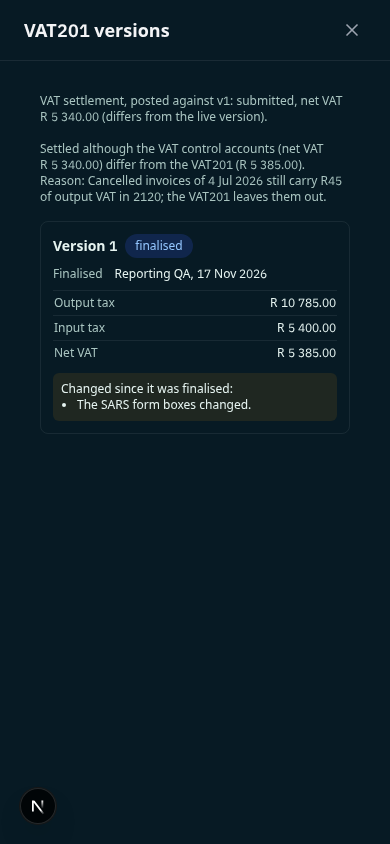 VAT201 versions
VAT settlement, posted against v1: submitted, net VAT
R 5 340.00 (differs from the live version).
Settled although the VAT control accounts (net VAT
R 5 340.00) differ from the VAT201 (R 5 385.00).
Reason: Cancelled invoices of 4 Jul 2026 still carry R45
of output VAT in 2120; the VAT201 leaves them out.
Version 1 finalised
Finalised Reporting QA, 17 Nov 2026
Output tax R 10 785.00
Input tax R 5 400.00
Net VAT R 5 385.00
Changed since it was finalised:
• The SARS form boxes changed.
N